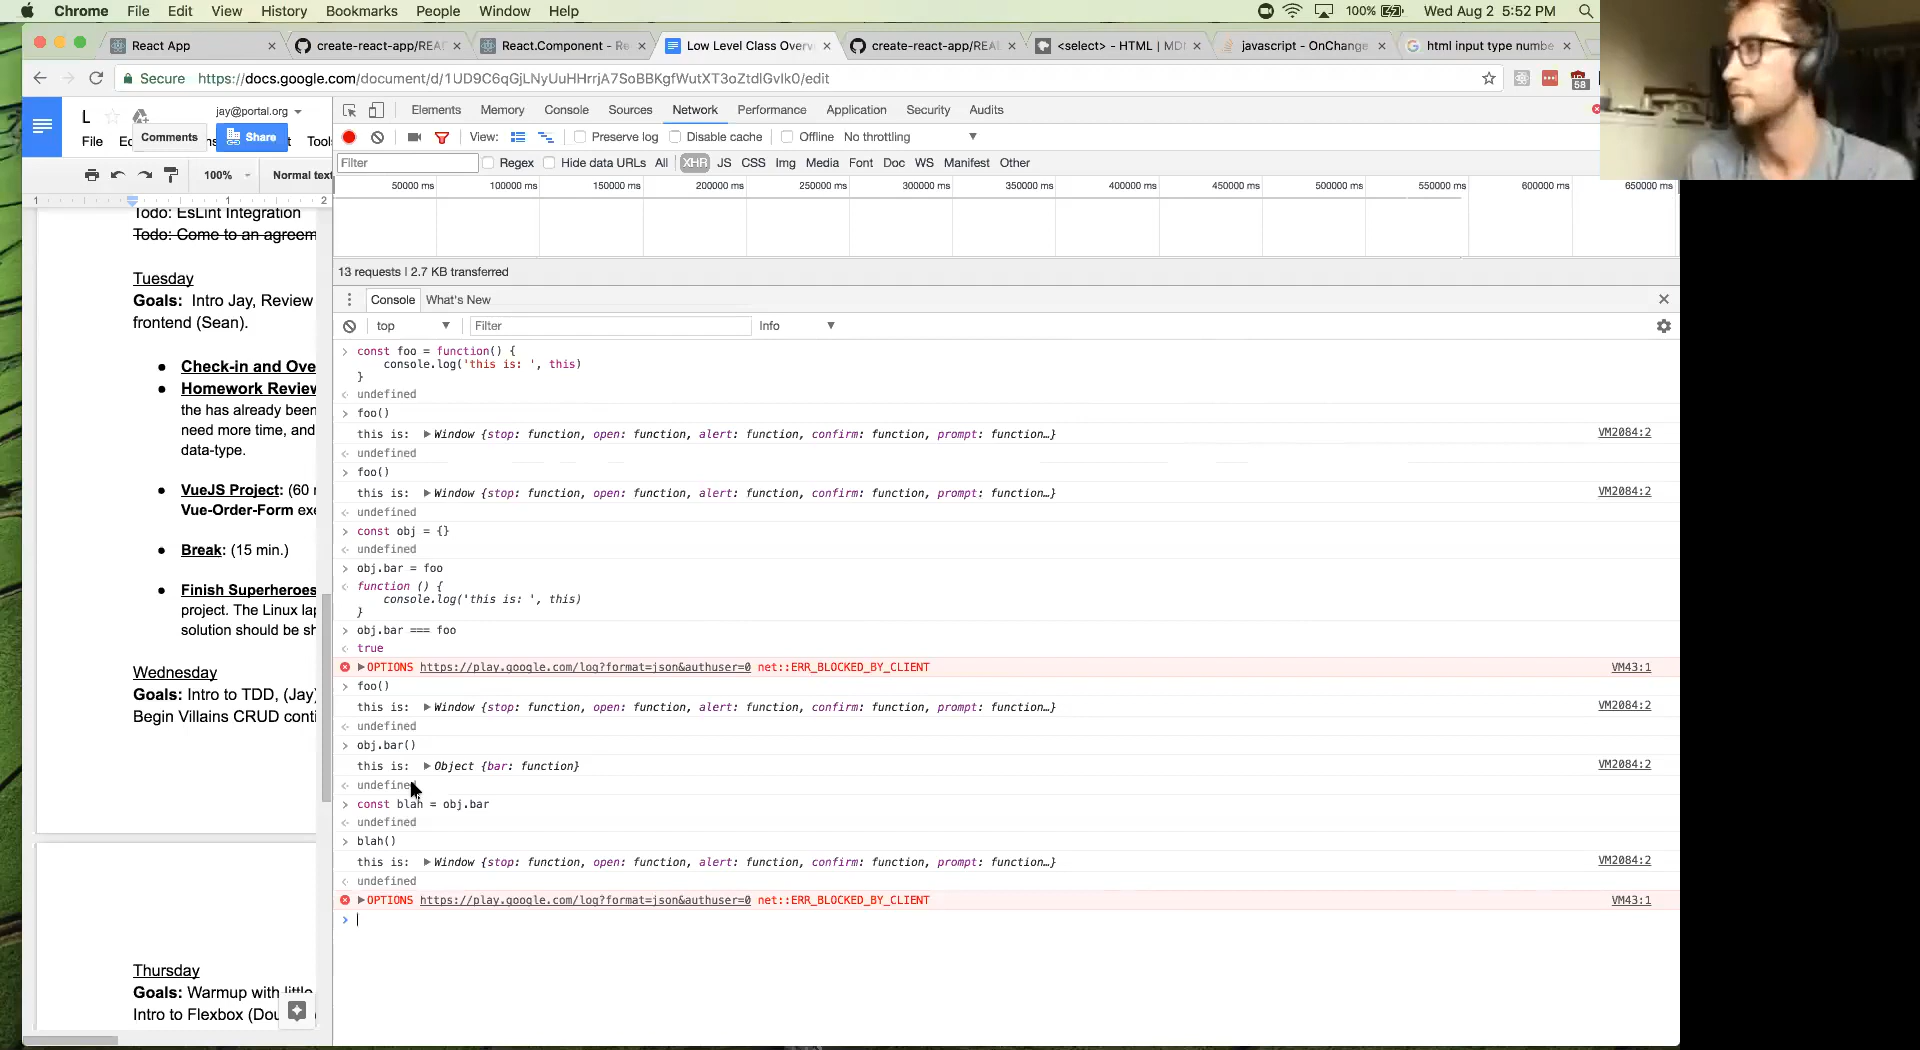 Chrome File Edit View History Bookmarks People Window Help 100% Wed Aug 2 5:52 PM
React App create-react-app/REA React.Component - Re Low Level Class Overv create-react-app/REA <select> - HTML | MD javascript - OnChange html input type numbe
Secure https://docs.google.com/document/d/1UD9C6qGjLNyUuHHrrjA7SoBBKgfWutXT3oZtdlGvIk0/edit 58
L jay@portal.org
File Comments Share Tools
100% Normal text
1 1 2
Todo: EsLint Integration
Todo: Come to an agreem
Tuesday
Goals: Intro Jay, Review
frontend (Sean).
Check-in and Ove
Homework Review
the has already been
need more time, and
data-type.
VueJS Project: (60
Vue-Order-Form exe
Break: (15 min.)
Finish Superheroes
project. The Linux lap
solution should be sh
Wednesday
Goals: Intro to TDD, (Jay)
Begin Villains CRUD conti
Thursday
Goals: Warmup with little
Intro to Flexbox (Dou
Elements Memory Console Sources Network Performance Application Security Audits
View: Preserve log Disable cache Offline No throttling
Filter Regex Hide data URLs All XHR JS CSS Img Media Font Doc WS Manifest Other
50000 ms 100000 ms 150000 ms 200000 ms 250000 ms 300000 ms 350000 ms 400000 ms 450000 ms 500000 ms 550000 ms 600000 ms 650000 ms
13 requests | 2.7 KB transferred
Console What's New
top Filter Info
const foo = function() {
console.log('this is: ', this)
}
undefined
foo()
this is: Window {stop: function, open: function, alert: function, confirm: function, prompt: function…} VM2084:2
undefined
foo()
this is: Window {stop: function, open: function, alert: function, confirm: function, prompt: function…} VM2084:2
undefined
const obj = {}
undefined
obj.bar = foo
function () {
console.log('this is: ', this)
}
obj.bar === foo
true
OPTIONS https://play.google.com/log?format=json&authuser=0 net::ERR_BLOCKED_BY_CLIENT VM43:1
foo()
this is: Window {stop: function, open: function, alert: function, confirm: function, prompt: function…} VM2084:2
undefined
obj.bar()
this is: Object {bar: function} VM2084:2
undefined
const blah = obj.bar
undefined
blah()
this is: Window {stop: function, open: function, alert: function, confirm: function, prompt: function…} VM2084:2
undefined
OPTIONS https://play.google.com/log?format=json&authuser=0 net::ERR_BLOCKED_BY_CLIENT VM43:1